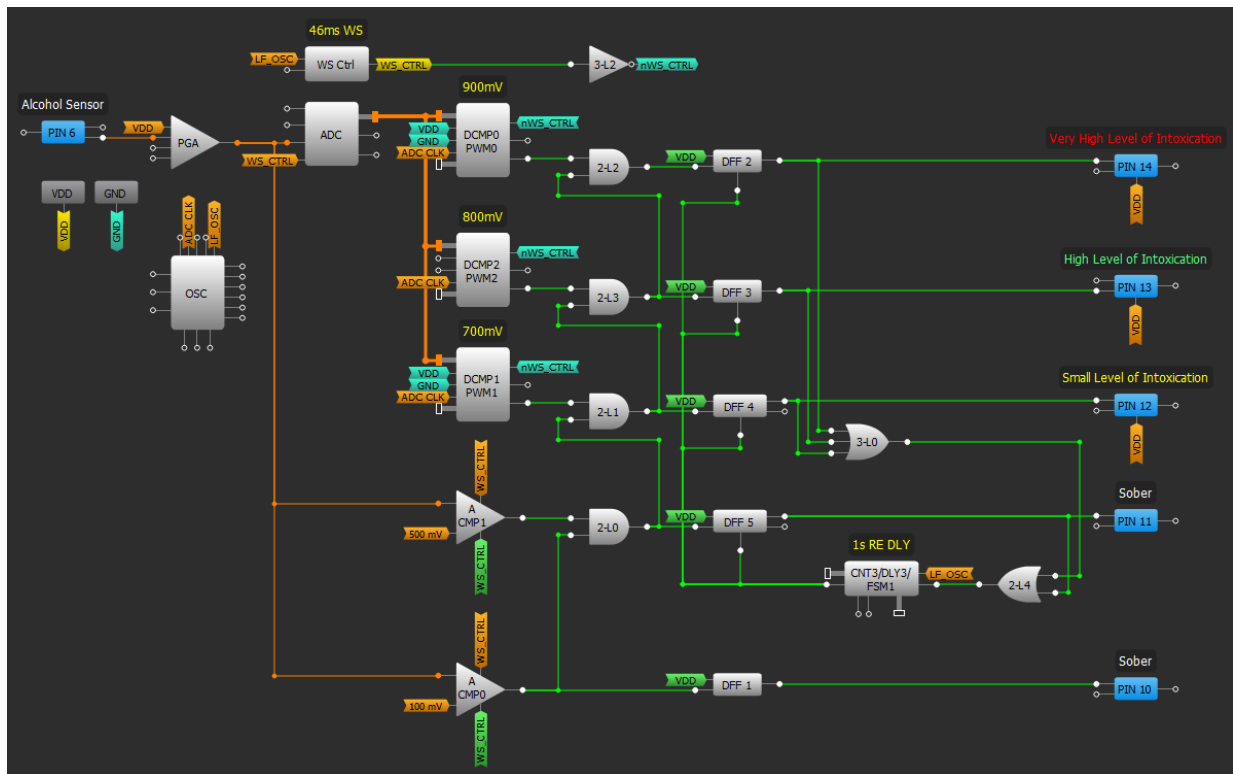 46ms WS
LF_OSC
WS Ctrl
WS_CTRL
3-L2
nWS_CTRL
Alcohol Sensor
PIN 6
VDD
PGA
WS_CTRL
ADC
900mV
VDD
GND
ADC CLK
DCMP0
PWM0
nWS_CTRL
2-L2
VDD
DFF 2
Very High Level of Intoxication
PIN 14
VDD
VDD
GND
VDD
GND
ADC CLK
LF_OSC
OSC
800mV
ADC CLK
DCMP2
PWM2
nWS_CTRL
2-L3
VDD
DFF 3
High Level of Intoxication
PIN 13
VDD
700mV
VDD
GND
ADC CLK
DCMP1
PWM1
nWS_CTRL
2-L1
VDD
DFF 4
Small Level of Intoxication
PIN 12
VDD
3-L0
WS_CTRL
A
CMP1
500 mV
WS_CTRL
2-L0
VDD
DFF 5
Sober
PIN 11
1s RE DLY
CNT3/DLY3/
FSM1
LF_OSC
2-L4
WS_CTRL
A
CMP0
100 mV
WS_CTRL
VDD
DFF 1
Sober
PIN 10